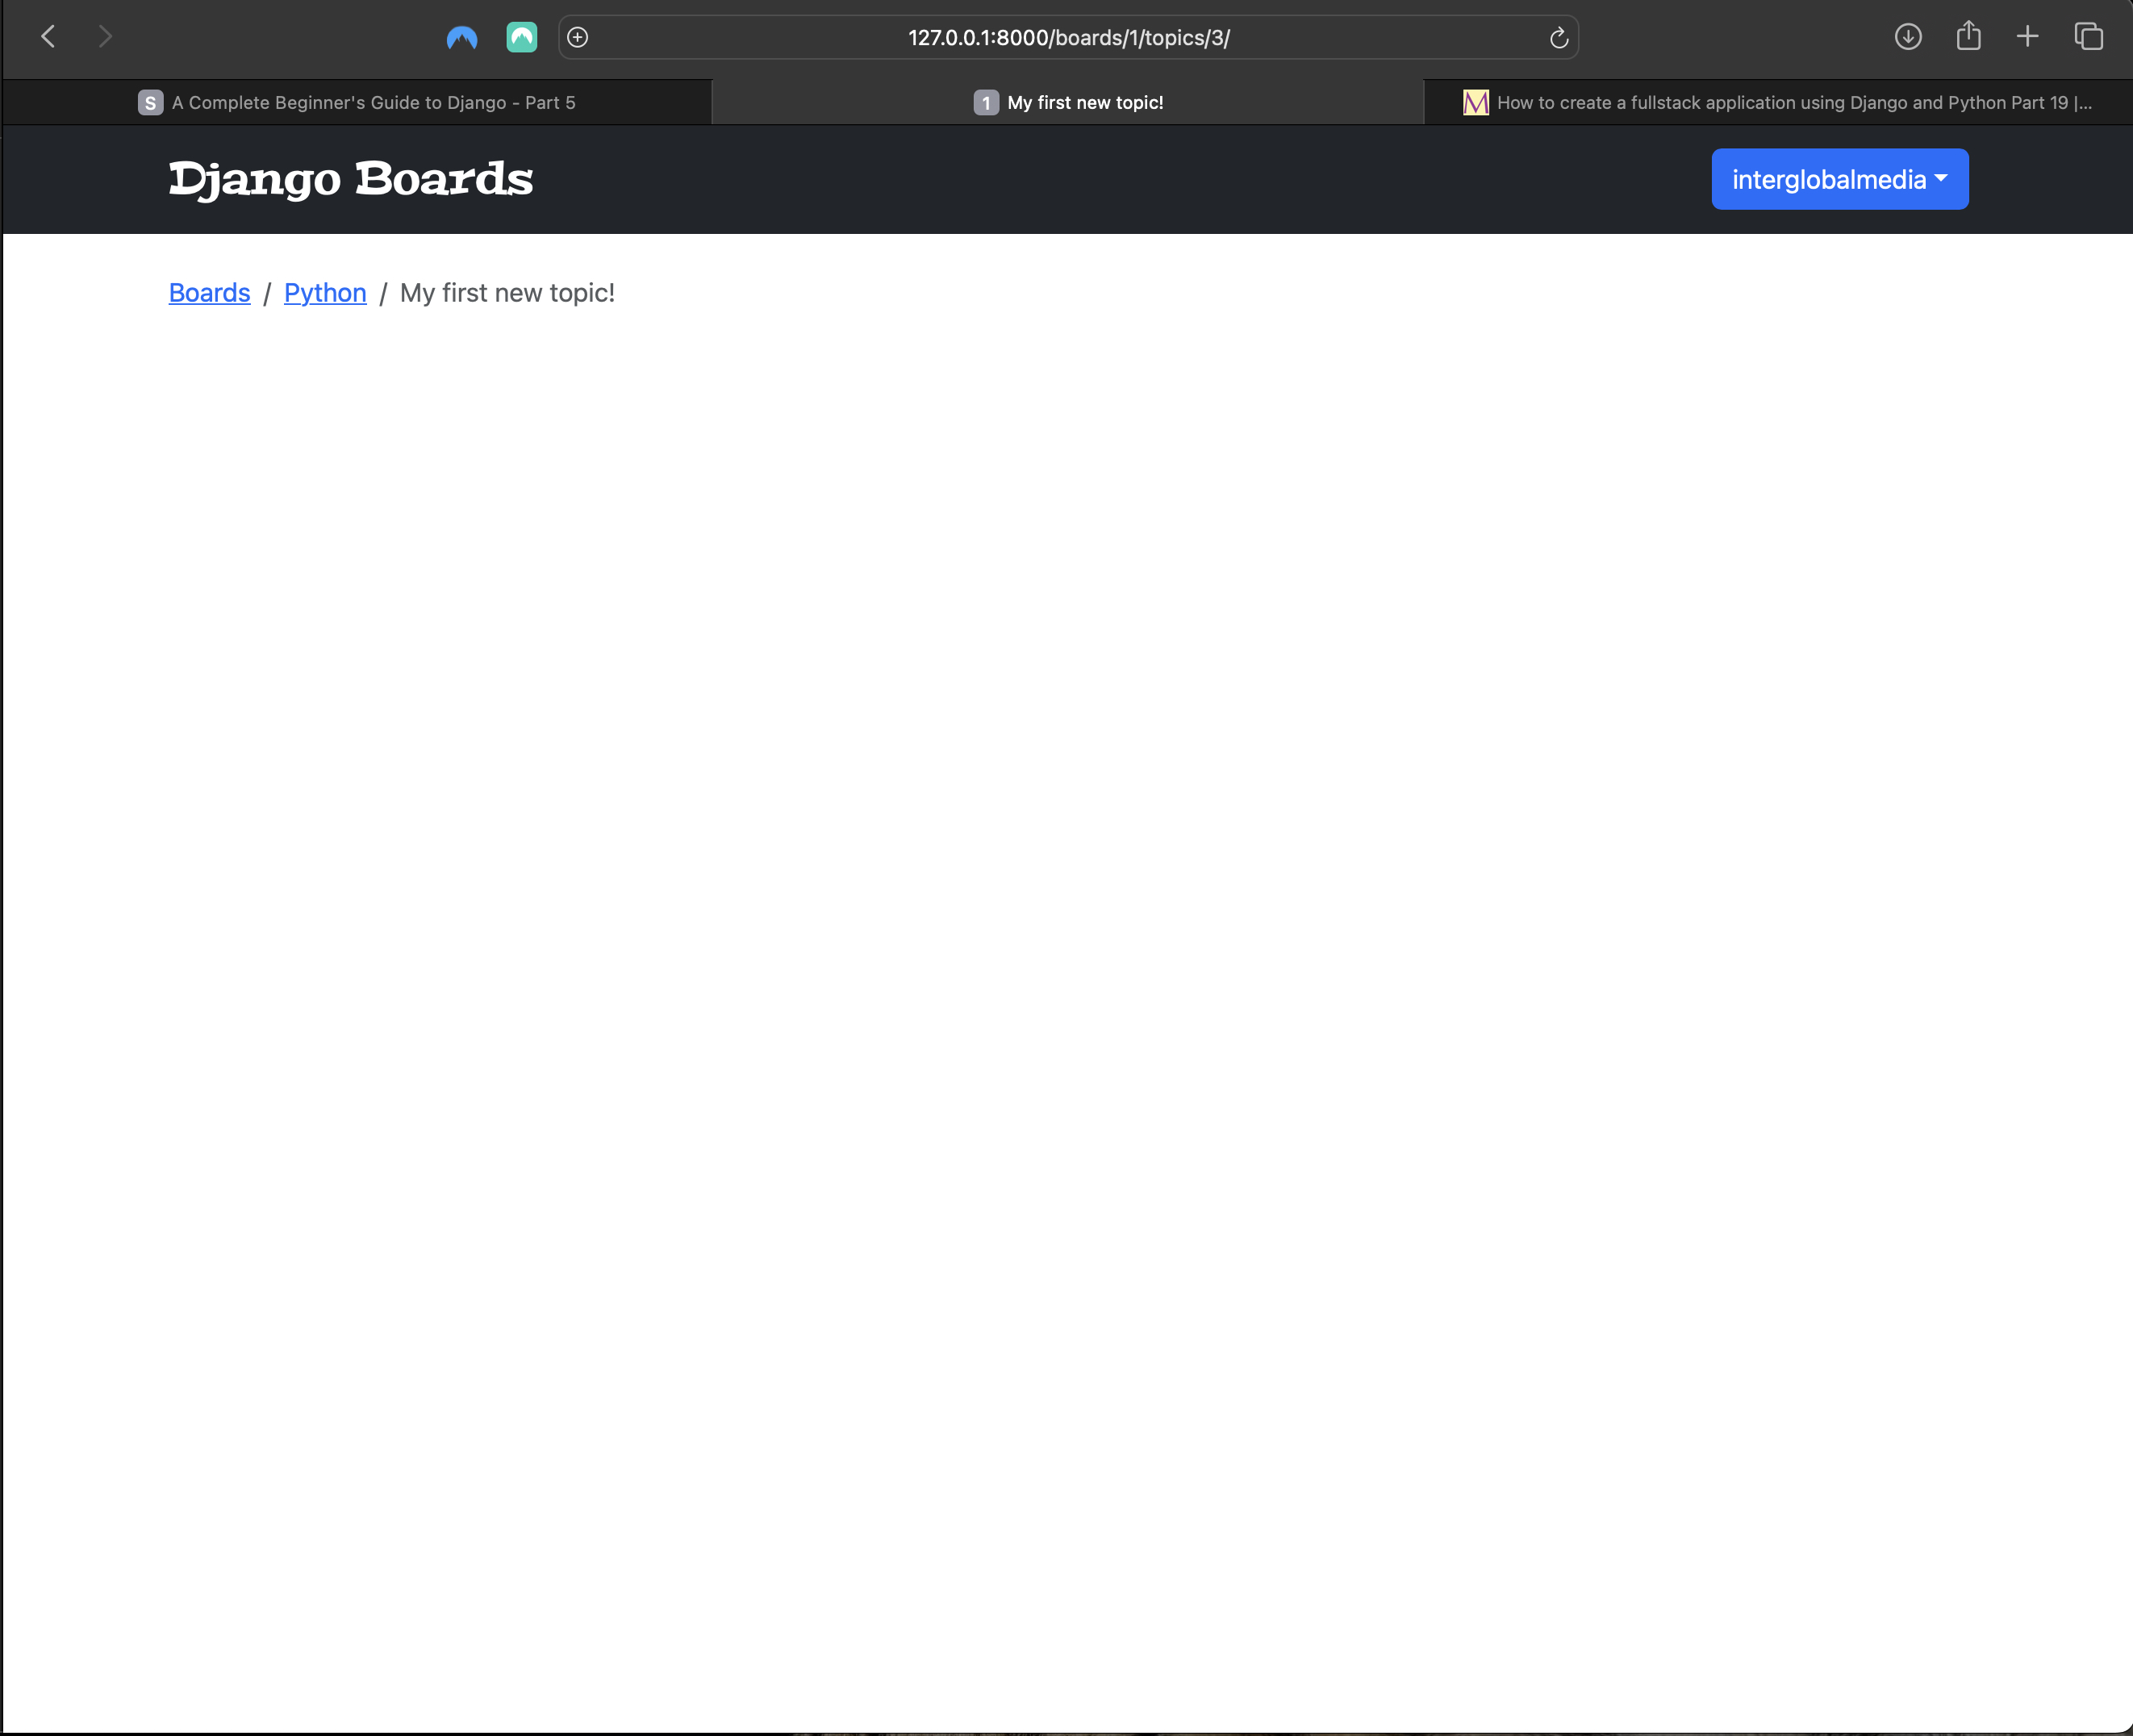 127.0.0.1:8000/boards/1/topics/3/
S A Complete Beginner's Guide to Django - Part 5
1 My first new topic!
M How to create a fullstack application using Django and Python Part 19 |...
Django Boards
interglobalmedia
Boards / Python / My first new topic!